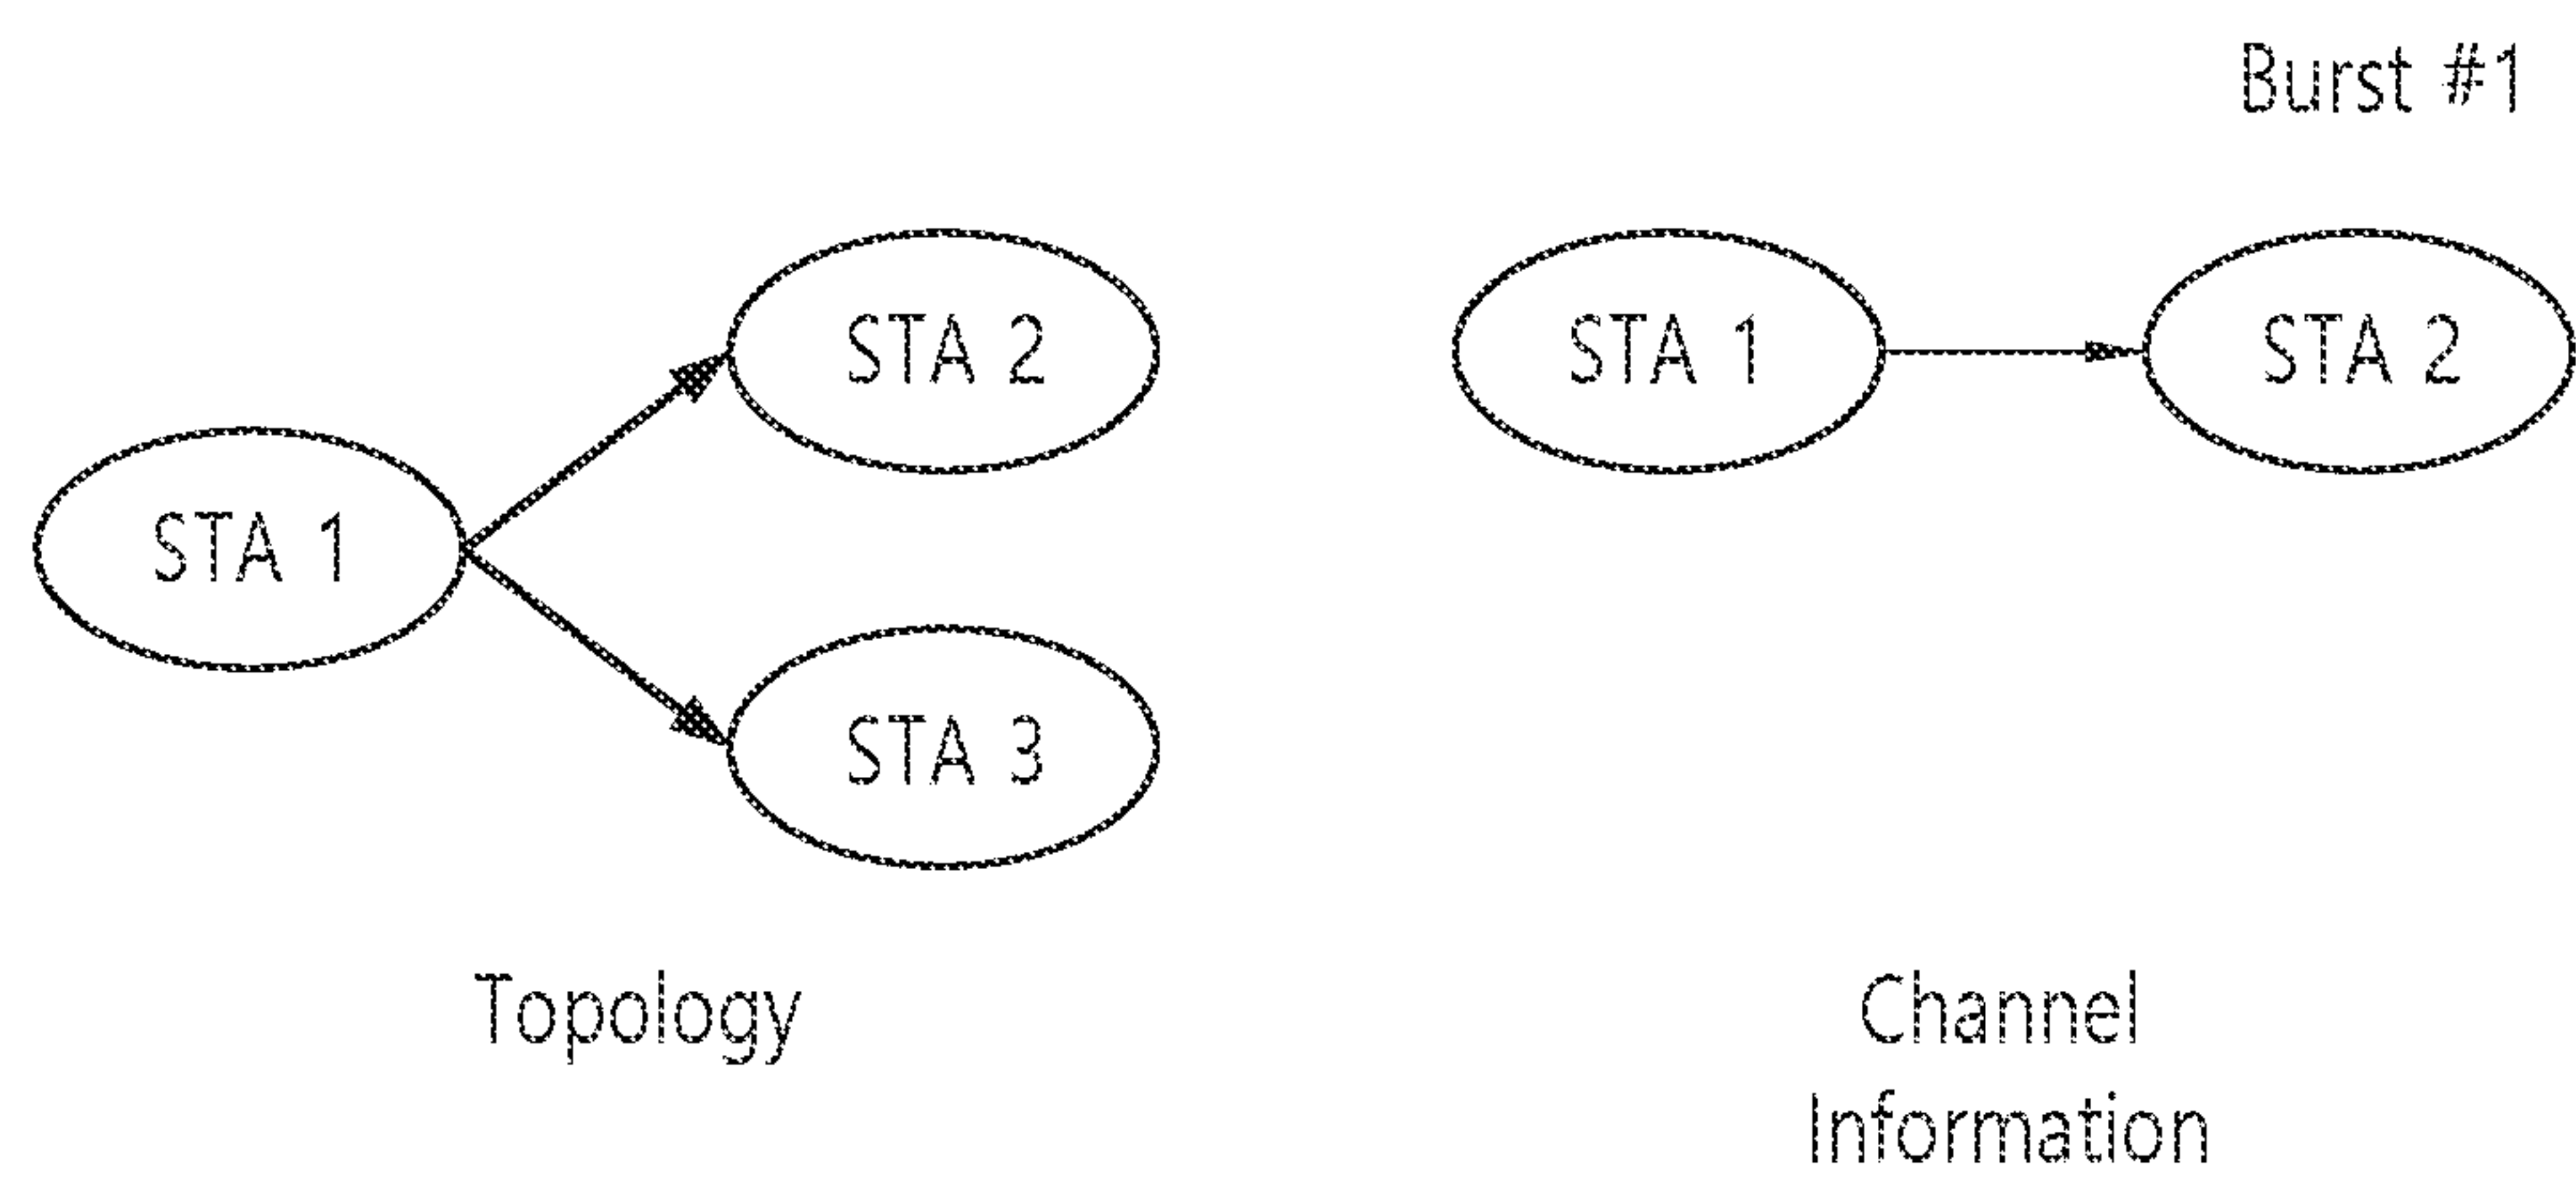 Burst #1
STA 2
STA 1
STA 3
Topology
STA 1
STA 2
Channel
Information